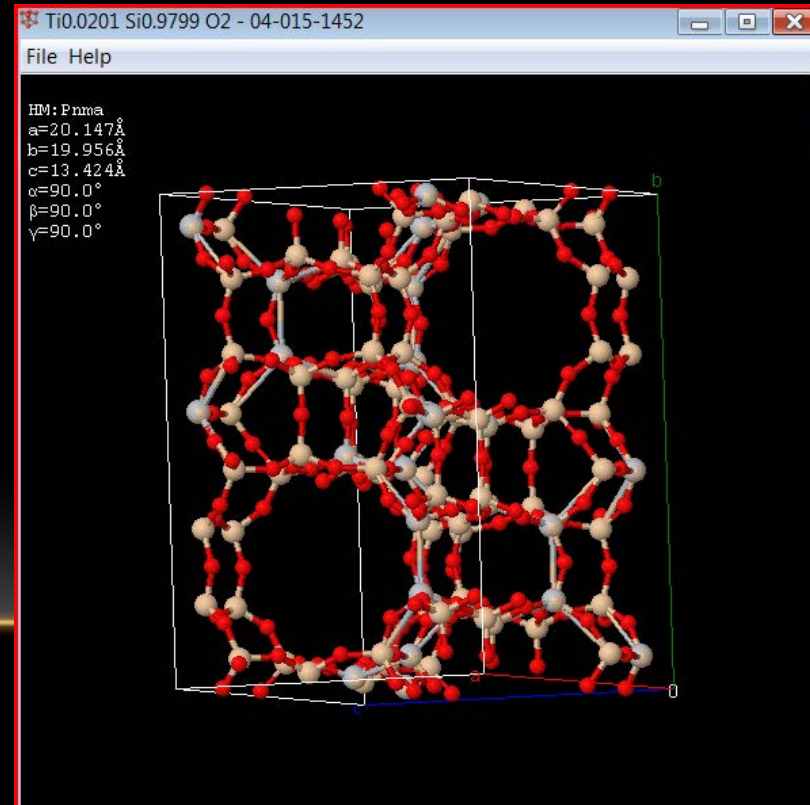 Ti0.0201 Si0.9799 O2 - 04-015-1452
File Help
HM:Pnma
a=20.147Å
b=19.956Å
c=13.424Å
α=90.0°
β=90.0°
γ=90.0°
b
a
0
c